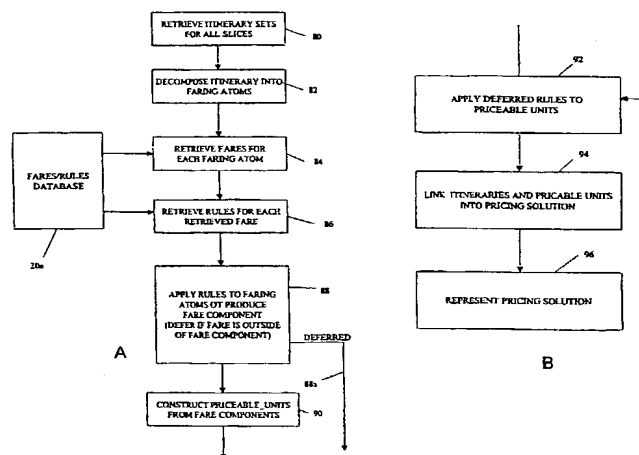 RETRIEVE ITINERARY SETS
FOR ALL SLICES
80
DECOMPOSE ITINERARY INTO
FARING ATOMS
82
FARES/RULES
DATABASE
20a
RETRIEVE FARES FOR
EACH FARING ATOM
84
RETRIEVE RULES FOR EACH
RETRIEVED FARE
86
APPLY RULES TO FARING
ATOMS OT PRODUCE
FARE COMPONENT
(DEFER IF FARE IS OUTSIDE
OF FARE COMPONENT)
88
DEFERRED
88a
A
CONSTRUCT PRICEABLE_UNITS
FROM FARE COMPONENTS
90
92
APPLY DEFERRED RULES TO
PRICEABLE UNITS
94
LINK ITINERARIES AND PRICABLE UNITS
INTO PRICING SOLUTION
96
REPRESENT PRICING SOLUTION
B